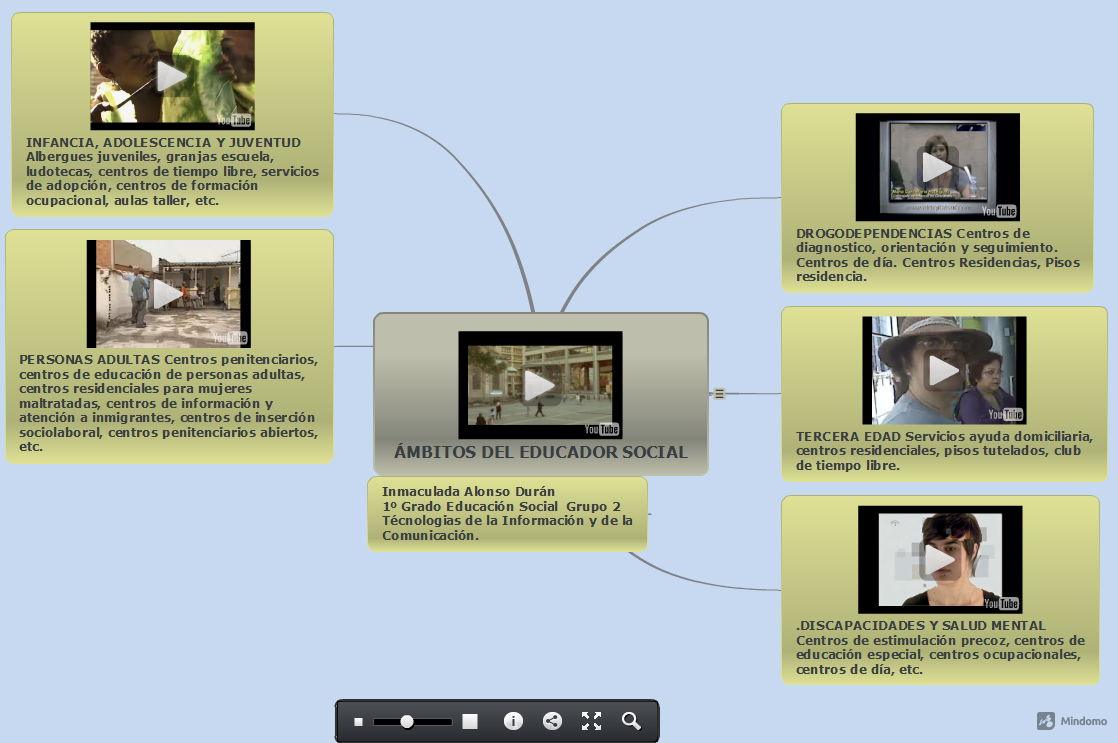 YouTube
INFANCIA, ADOLESCENCIA Y JUVENTUD
Albergues juveniles, granjas escuela,
ludotecas, centros de tiempo libre, servicios
de adopción, centros de formación
ocupacional, aulas taller, etc.
YouTube
PERSONAS ADULTAS Centros penitenciarios,
centros de educación de personas adultas,
centros residenciales para mujeres
maltratadas, centros de información y
atención a inmigrantes, centros de inserción
sociolaboral, centros penitenciarios abiertos,
etc.
YouTube
ÁMBITOS DEL EDUCADOR SOCIAL
Inmaculada Alonso Durán
1º Grado Educación Social Grupo 2
Técnologias de la Información y de la
Comunicación.
YouTube
DROGODEPENDENCIAS Centros de
diagnostico, orientación y seguimiento.
Centros de día. Centros Residencias, Pisos
residencia.
YouTube
TERCERA EDAD Servicios ayuda domiciliaria,
centros residenciales, pisos tutelados, club
de tiempo libre.
YouTube
.DISCAPACIDADES Y SALUD MENTAL
Centros de estimulación precoz, centros de
educación especial, centros ocupacionales,
centros de día, etc.
Mindomo